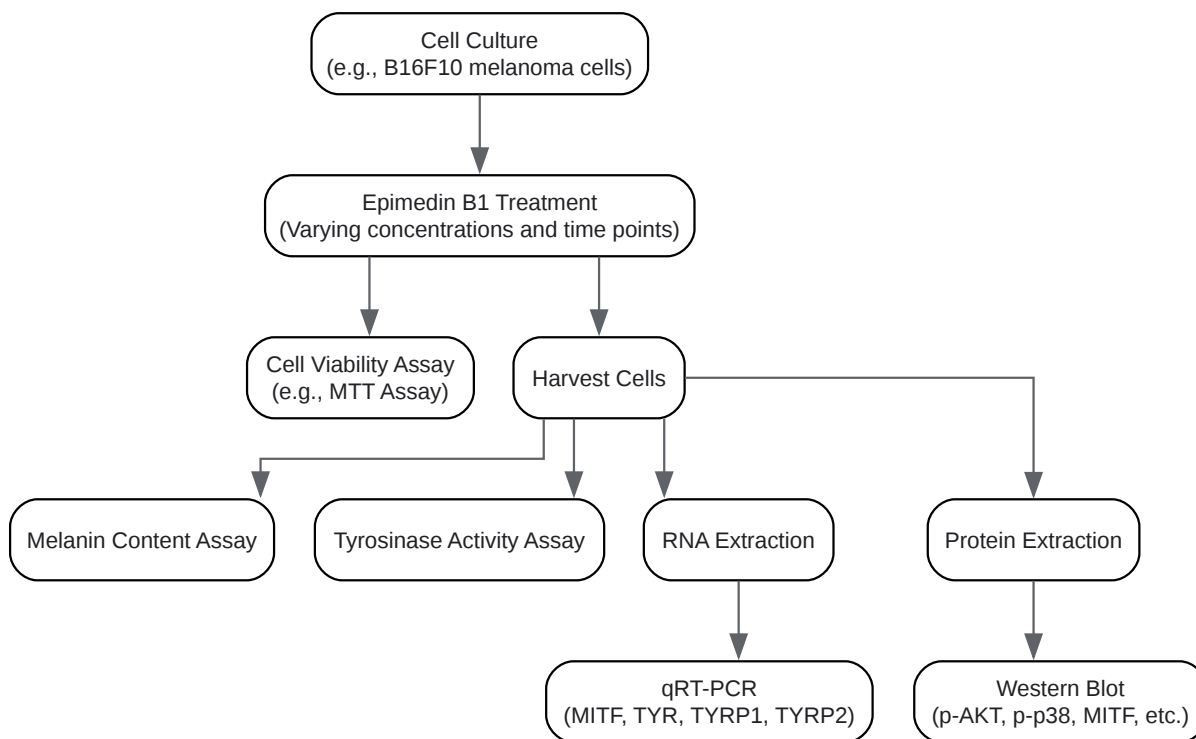 Cell Culture
(e.g., B16F10 melanoma cells)
Epimedin B1 Treatment
(Varying concentrations and time points)
Cell Viability Assay
(e.g., MTT Assay)
Harvest Cells
Melanin Content Assay
Tyrosinase Activity Assay
RNA Extraction
Protein Extraction
qRT-PCR
(MITF, TYR, TYRP1, TYRP2)
Western Blot
(p-AKT, p-p38, MITF, etc.)